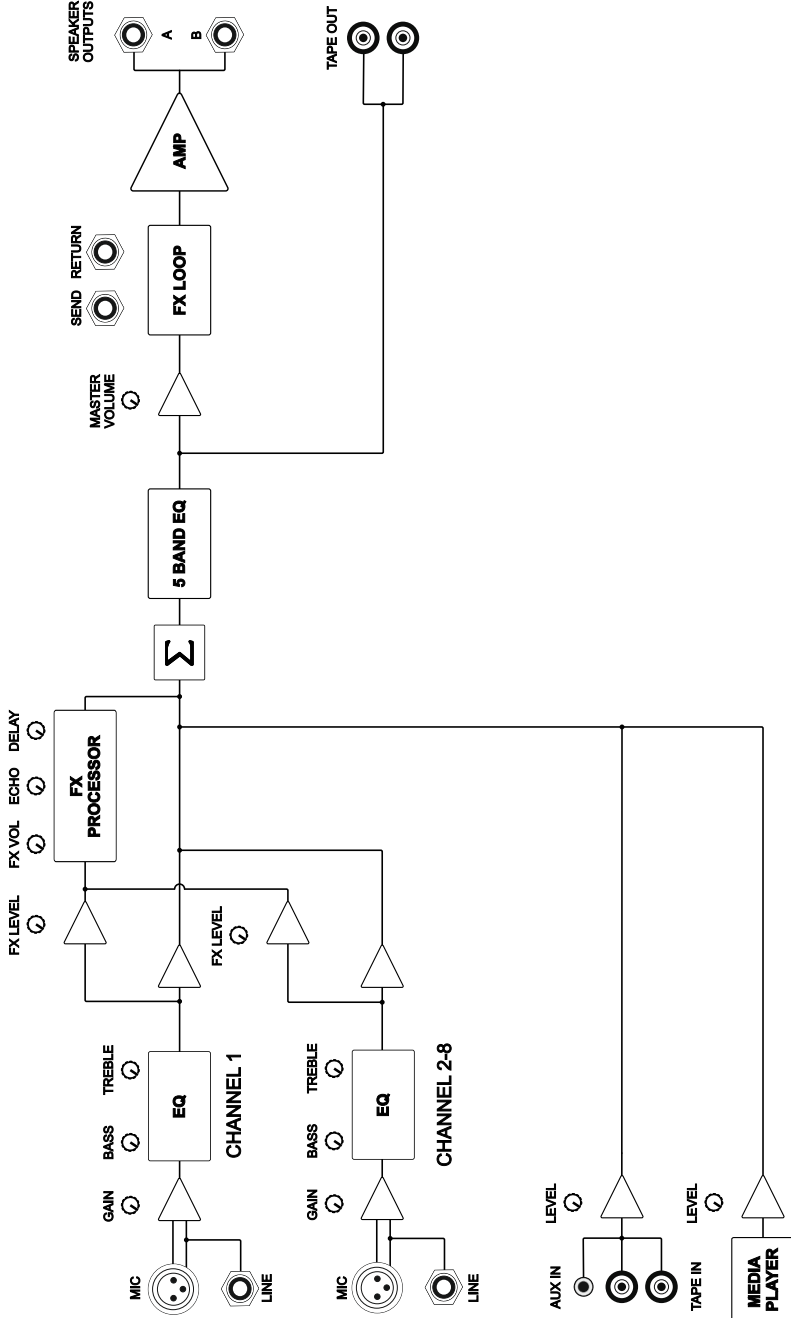 SPEAKER
OUTPUTS
A
B
TAPE OUT
AMP
SEND
RETURN
FX LOOP
MASTER
VOLUME
5 BAND EQ
Σ
FX LEVEL
FX VOL
ECHO
DELAY
FX
PROCESSOR
FX LEVEL
MIC
LINE
GAIN
BASS
TREBLE
EQ
CHANNEL 1
MIC
LINE
GAIN
BASS
TREBLE
EQ
CHANNEL 2-8
AUX IN
TAPE IN
LEVEL
MEDIA
PLAYER
LEVEL